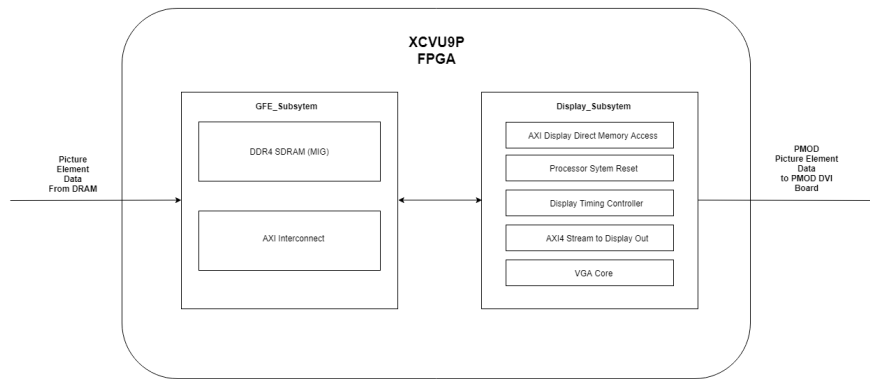 XCVU9P
FPGA
GFE_Subsytem
DDR4 SDRAM (MIG)
AXI Interconnect
Display_Subsytem
AXI Display Direct Memory Access
Processor Sytem Reset
Display Timing Controller
AXI4 Stream to Display Out
VGA Core
Picture
Element
Data
From DRAM
PMOD
Picture Element
Data
to PMOD DVI
Board